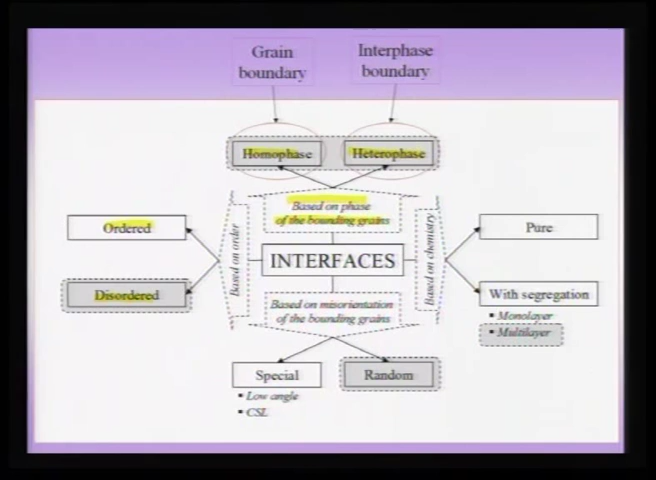 Grain
boundary
Interphase
boundary
Homophase
Heterophase
Based on phase
of the bounding grains
Ordered
Disordered
Based on order
INTERFACES
Based on chemistry
Pure
With segregation
▪ Monolayer
▪ Multilayer
Based on misorientation
of the bounding grains
Special
▪ Low angle
▪ CSL
Random